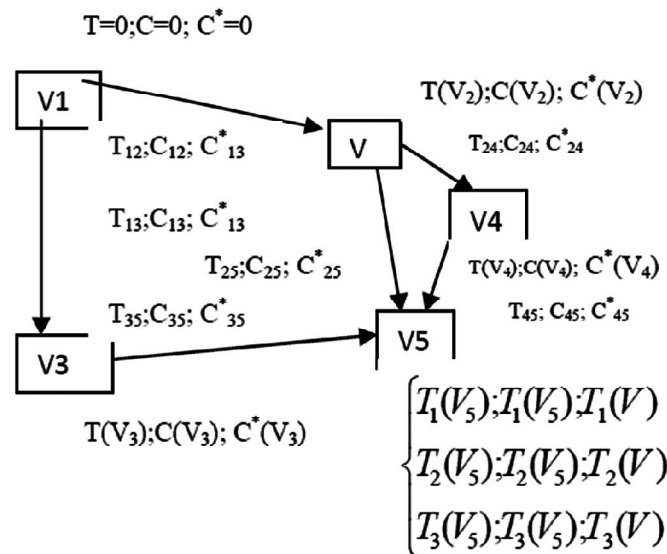 T=0;C=0; C*=0
V1
T(V₂);C(V₂); C*(V₂)
T₁₂;C₁₂; C*₁₃
V
T₂₄;C₂₄; C*₂₄
T₁₃;C₁₃; C*₁₃
V4
T₂₅;C₂₅; C*₂₅
T(V₄);C(V₄); C*(V₄)
T₃₅;C₃₅; C*₃₅
T₄₅; C₄₅; C*₄₅
V3
V5
T(V₃);C(V₃); C*(V₃)
T₁(V₅);T₁(V₅);T₁(V)
T₂(V₅);T₂(V₅);T₂(V)
T₃(V₅);T₃(V₅);T₃(V)